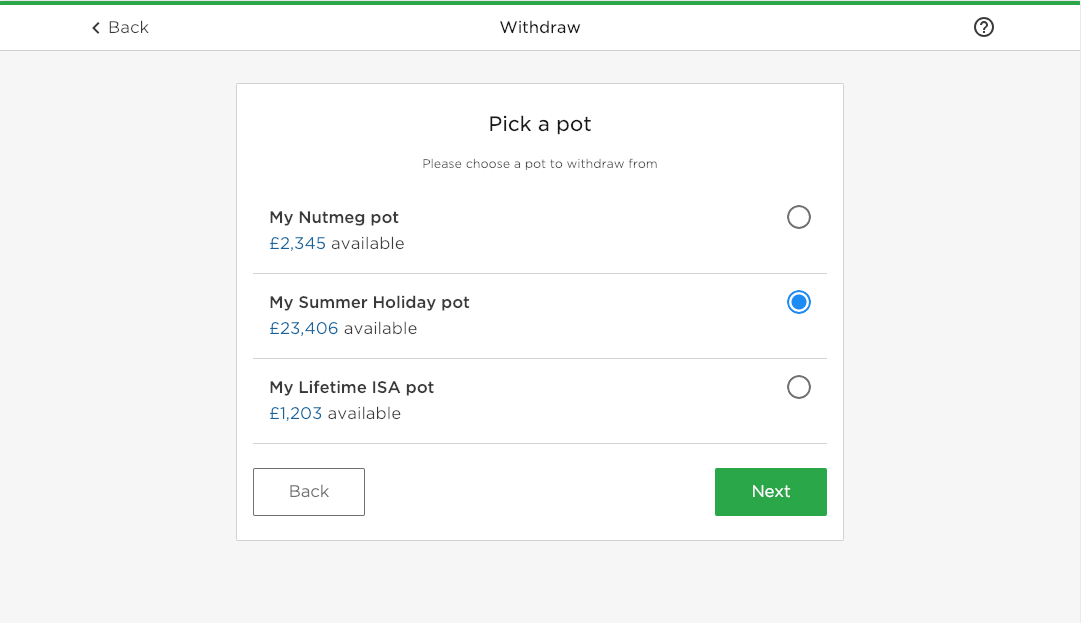 Back
Withdraw
Pick a pot
Please choose a pot to withdraw from
My Nutmeg pot
£2,345 available
My Summer Holiday pot
£23,406 available
My Lifetime ISA pot
£1,203 available
Back
Next